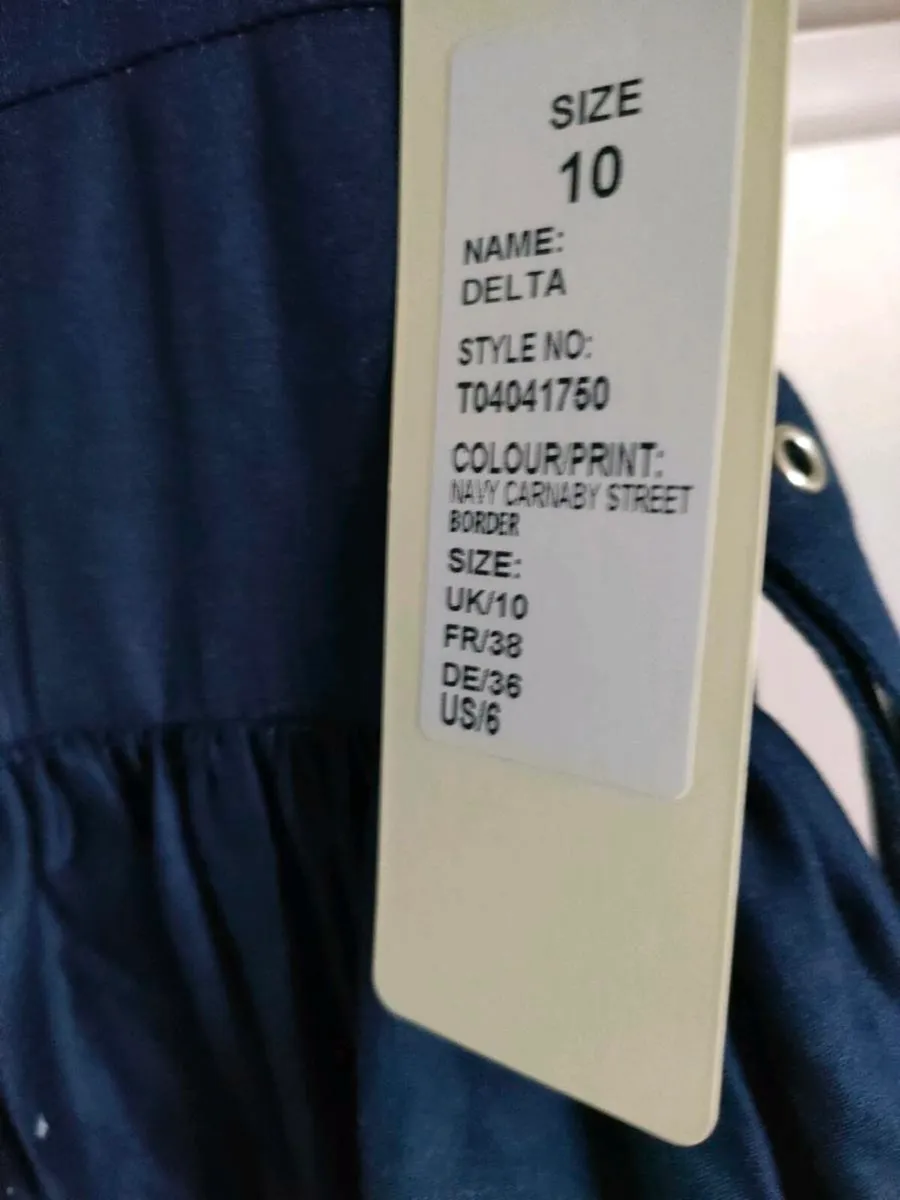 SIZE
10
NAME:
DELTA
STYLE NO:
T04041750
COLOUR/PRINT:
NAVY CARNABY STREET
BORDER
SIZE:
UK/10
FR/38
DE/36
US/6